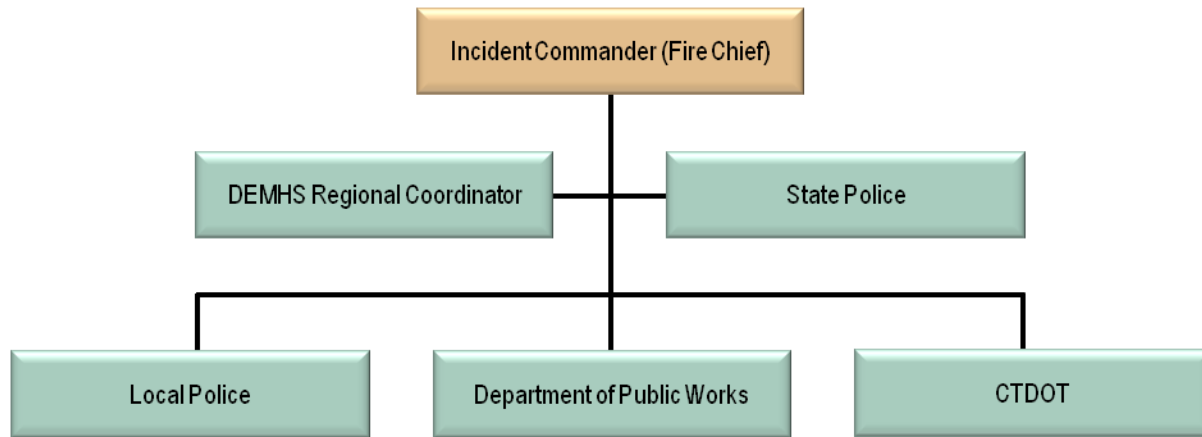 Incident Commander (Fire Chief)
DEMHS Regional Coordinator
State Police
Local Police
Department of Public Works
CTDOT